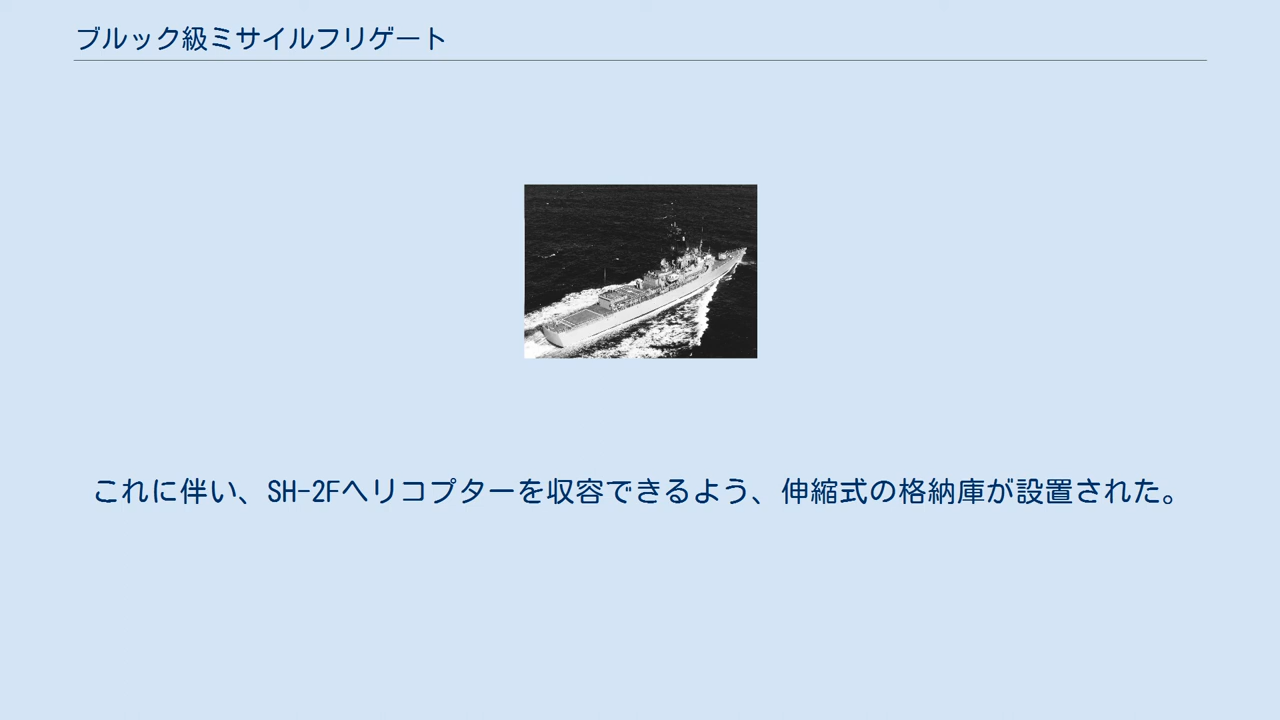 ブルック級ミサイルフリゲート
これに伴い、SH-2Fヘリコプターを収容できるよう、伸縮式の格納庫が設置された。